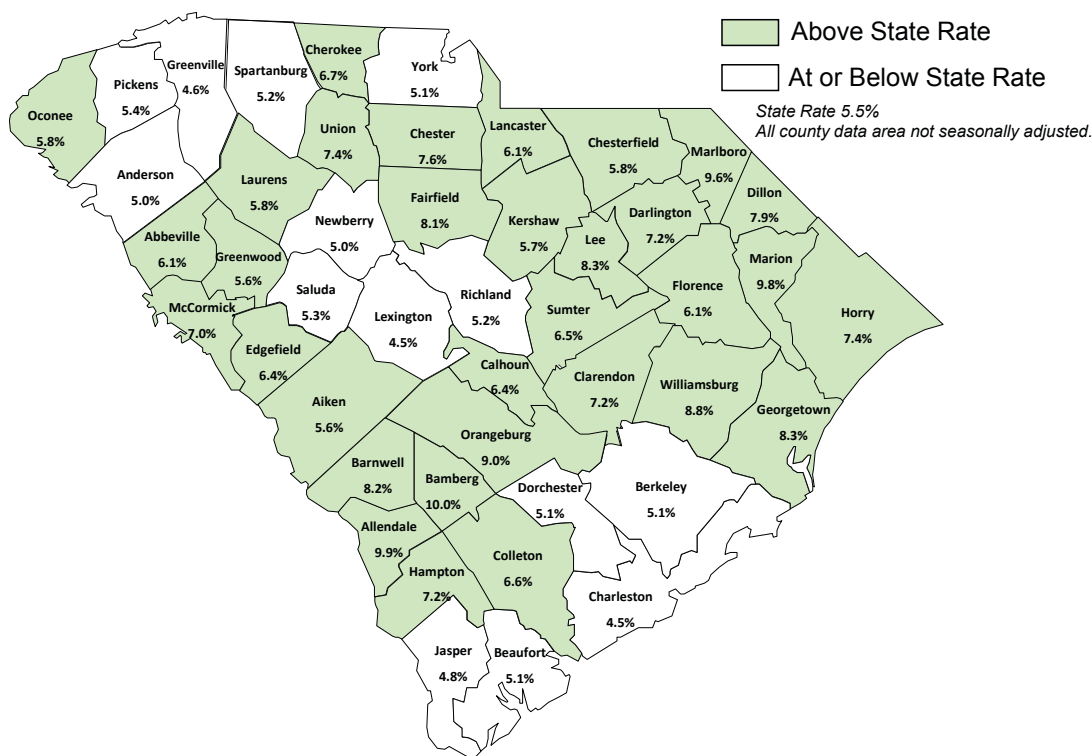 Above State Rate
At or Below State Rate
State Rate 5.5%
All county data area not seasonally adjusted.
Cherokee
6.7%
York
5.1%
Greenville
4.6%
Spartanburg
5.2%
Pickens
5.4%
Oconee
5.8%
Union
7.4%
Chester
7.6%
Lancaster
6.1%
Chesterfield
5.8%
Marlboro
9.6%
Anderson
5.0%
Laurens
5.8%
Dillon
7.9%
Newberry
5.0%
Fairfield
8.1%
Kershaw
5.7%
Darlington
7.2%
Lee
8.3%
Abbeville
6.1%
Greenwood
5.6%
Marion
9.8%
Florence
6.1%
Saluda
5.3%
Richland
5.2%
McCormick
7.0%
Lexington
4.5%
Sumter
6.5%
Horry
7.4%
Edgefield
6.4%
Calhoun
6.4%
Clarendon
7.2%
Williamsburg
8.8%
Aiken
5.6%
Georgetown
8.3%
Orangeburg
9.0%
Barnwell
8.2%
Bamberg
10.0%
Dorchester
5.1%
Berkeley
5.1%
Allendale
9.9%
Colleton
6.6%
Hampton
7.2%
Charleston
4.5%
Jasper
4.8%
Beaufort
5.1%